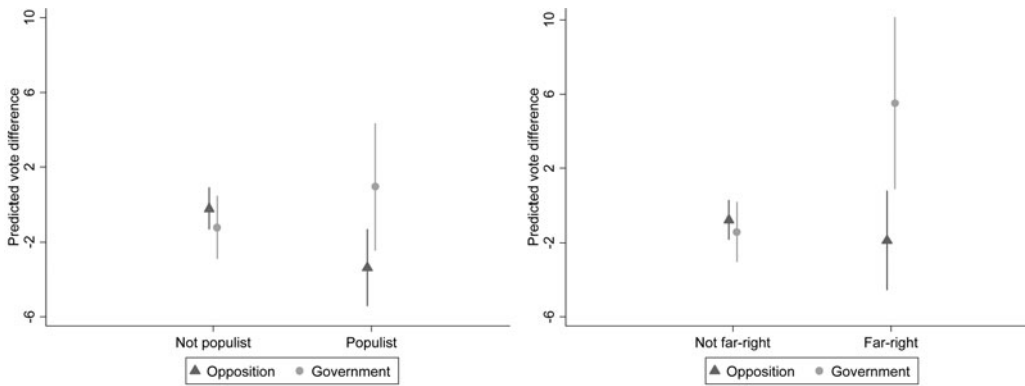 Predicted vote difference
10
6
2
-2
-6
Not populist
Populist
Opposition
Government
Predicted vote difference
10
6
2
-2
-6
Not far-right
Far-right
Opposition
Government